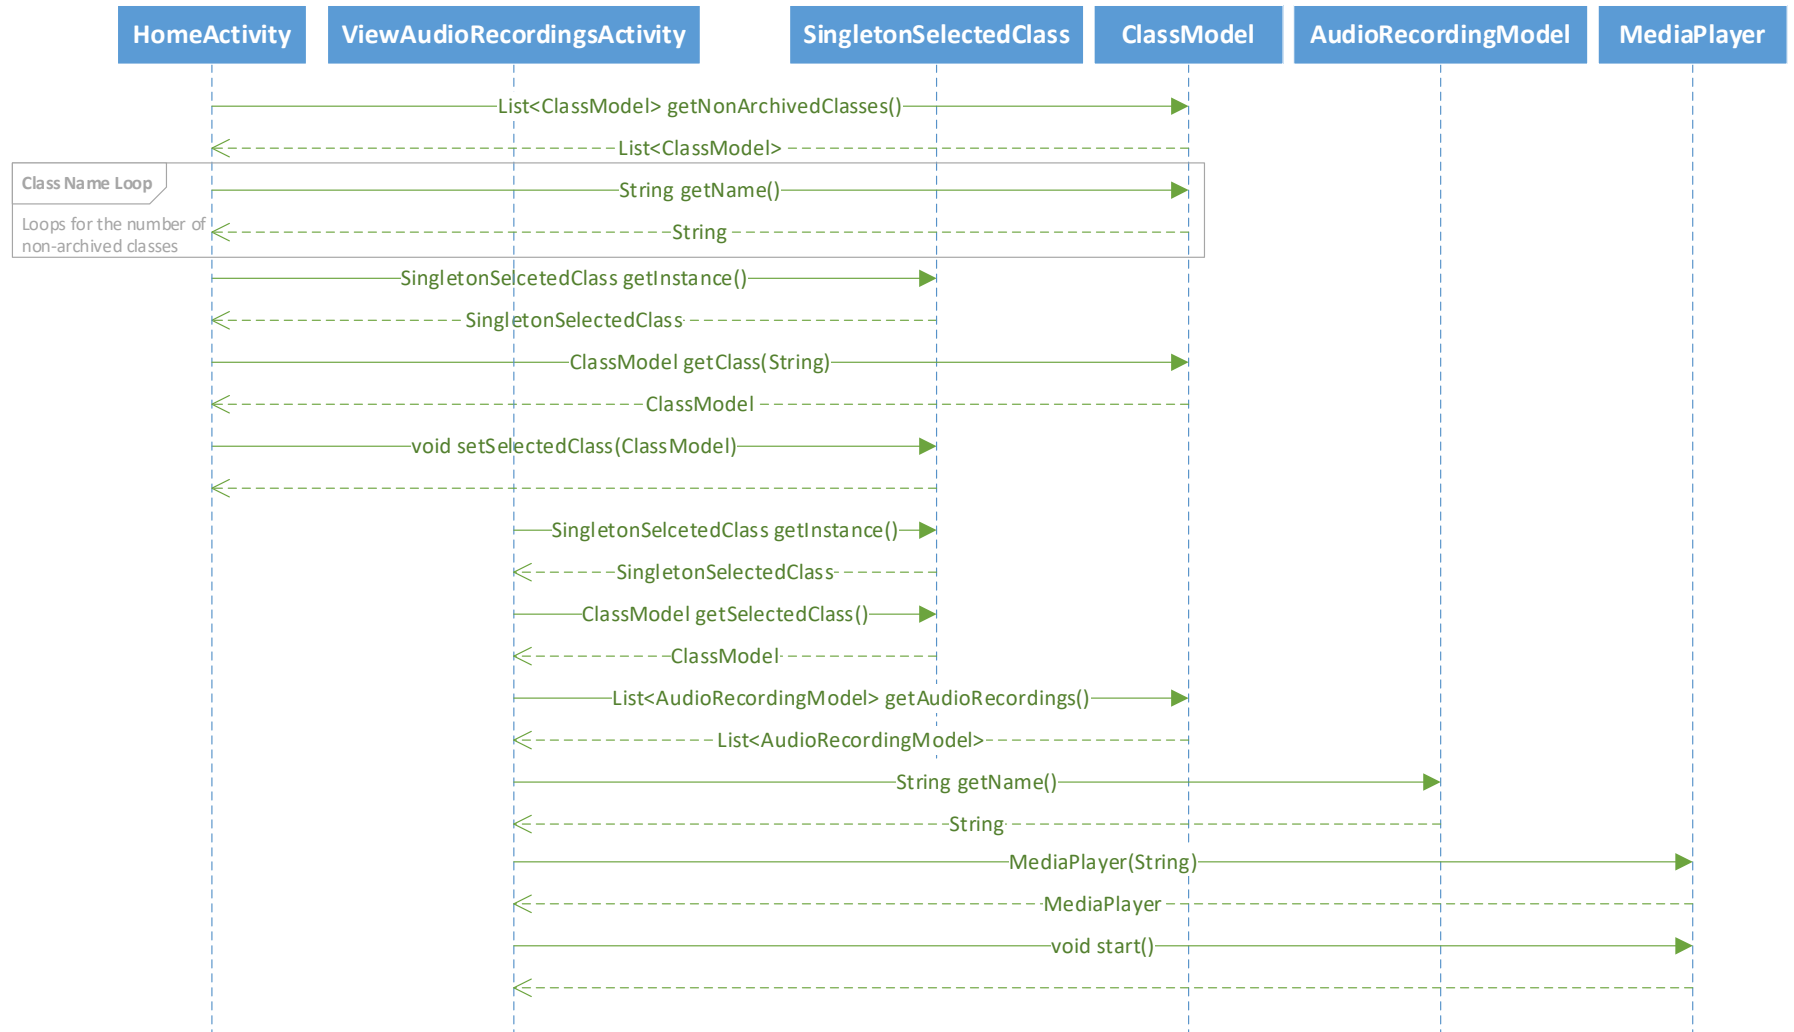 HomeActivity
ViewAudioRecordingsActivity
SingletonSelectedClass
ClassModel
AudioRecordingModel
MediaPlayer
List<ClassModel> getNonArchivedClasses()
List<ClassModel>
Class Name Loop
String getName()
Loops for the number of
non-archived classes
String
SingletonSelcetedClass getInstance()
SingletonSelectedClass
ClassModel getClass(String)
ClassModel
void setSelectedClass(ClassModel)
SingletonSelcetedClass getInstance()
SingletonSelectedClass
ClassModel getSelectedClass()
ClassModel
List<AudioRecordingModel> getAudioRecordings()
List<AudioRecordingModel>
String getName()
String
MediaPlayer(String)
MediaPlayer
void start()